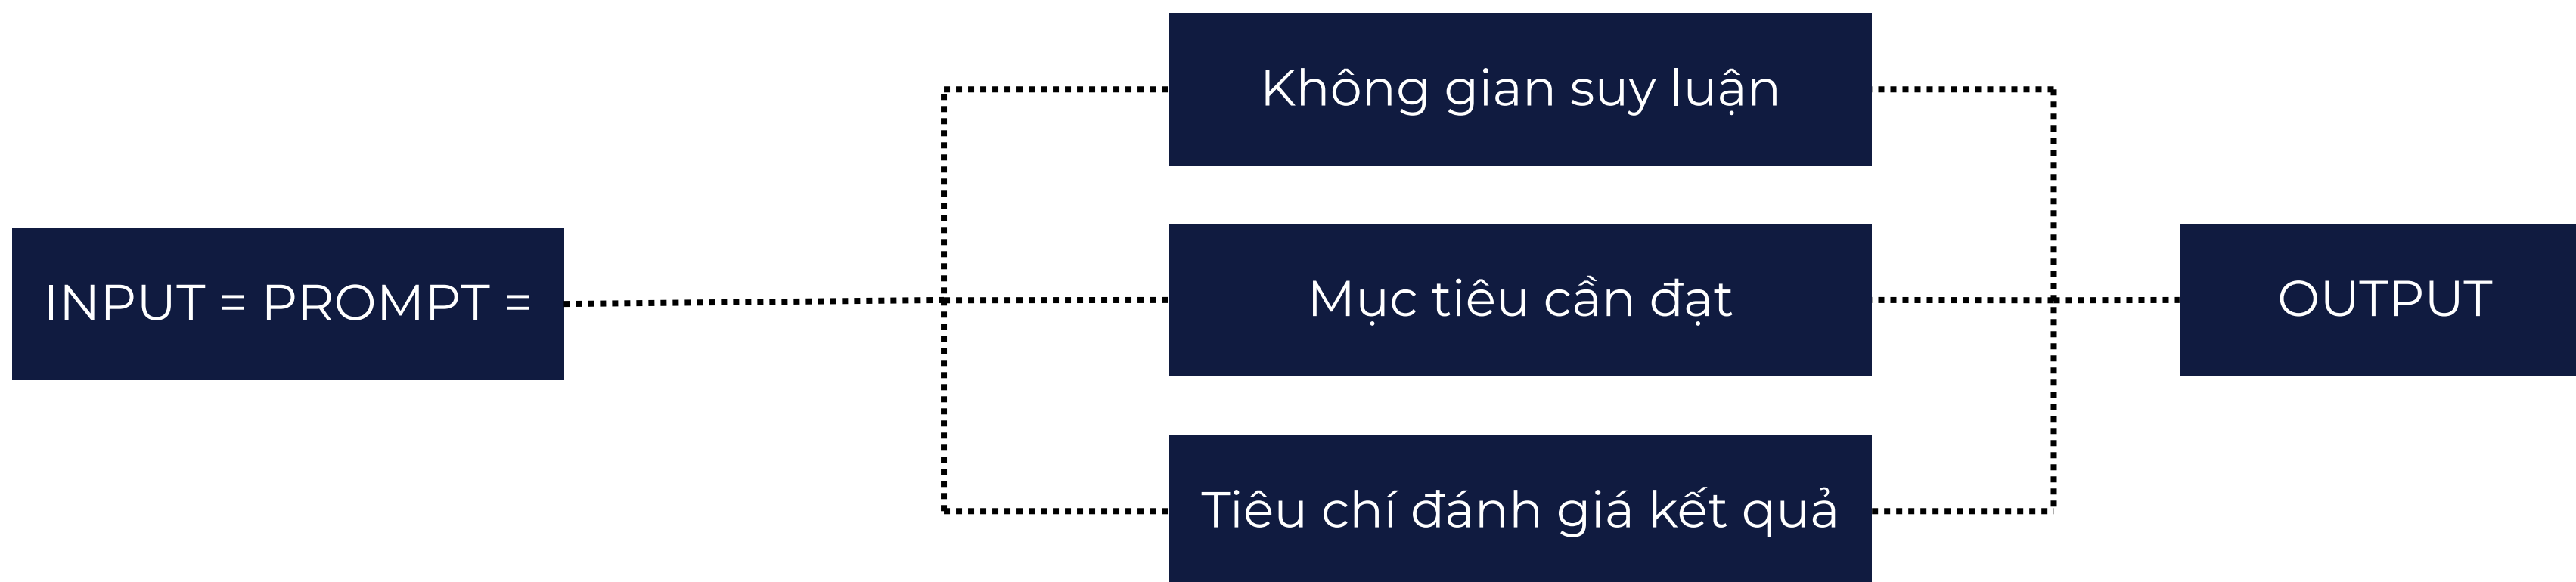 Không gian suy luận
INPUT = PROMPT =
Mục tiêu cần đạt
OUTPUT
Tiêu chí đánh giá kết quả